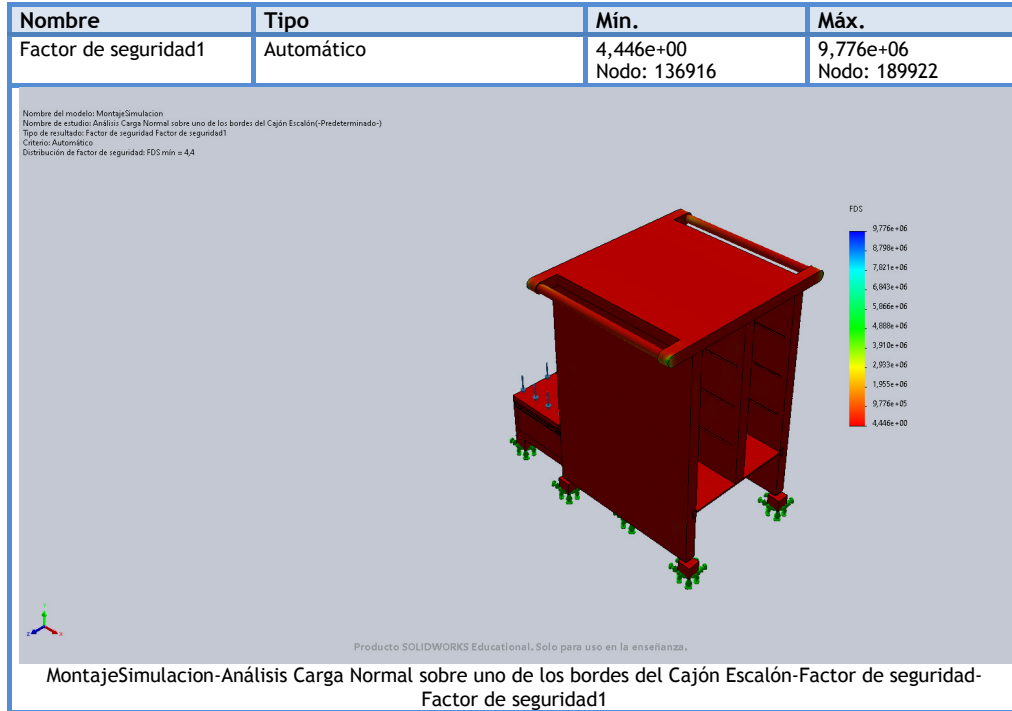 Nombre Tipo Mín. Máx.
Factor de seguridad1 Automático 4,446e+00 9,776e+06
Nodo: 136916 Nodo: 189922
Nombre del modelo: MontajeSimulacion
Nombre de estudio: Análisis Carga Normal sobre uno de los bordes del Cajón Escalón(-Predeterminado-)
Tipo de resultado: Factor de seguridad Factor de seguridad1
Criterio: Automático
Distribución de factor de seguridad: FDS mín = 4,4
FDS
9,776e+06
8,798e+06
7,821e+06
6,843e+06
5,866e+06
4,888e+06
3,910e+06
2,933e+06
1,955e+06
9,776e+05
4,446e+00
Y
Z X
Producto SOLIDWORKS Educational. Solo para uso en la enseñanza.
MontajeSimulacion-Análisis Carga Normal sobre uno de los bordes del Cajón Escalón-Factor de seguridad-
Factor de seguridad1